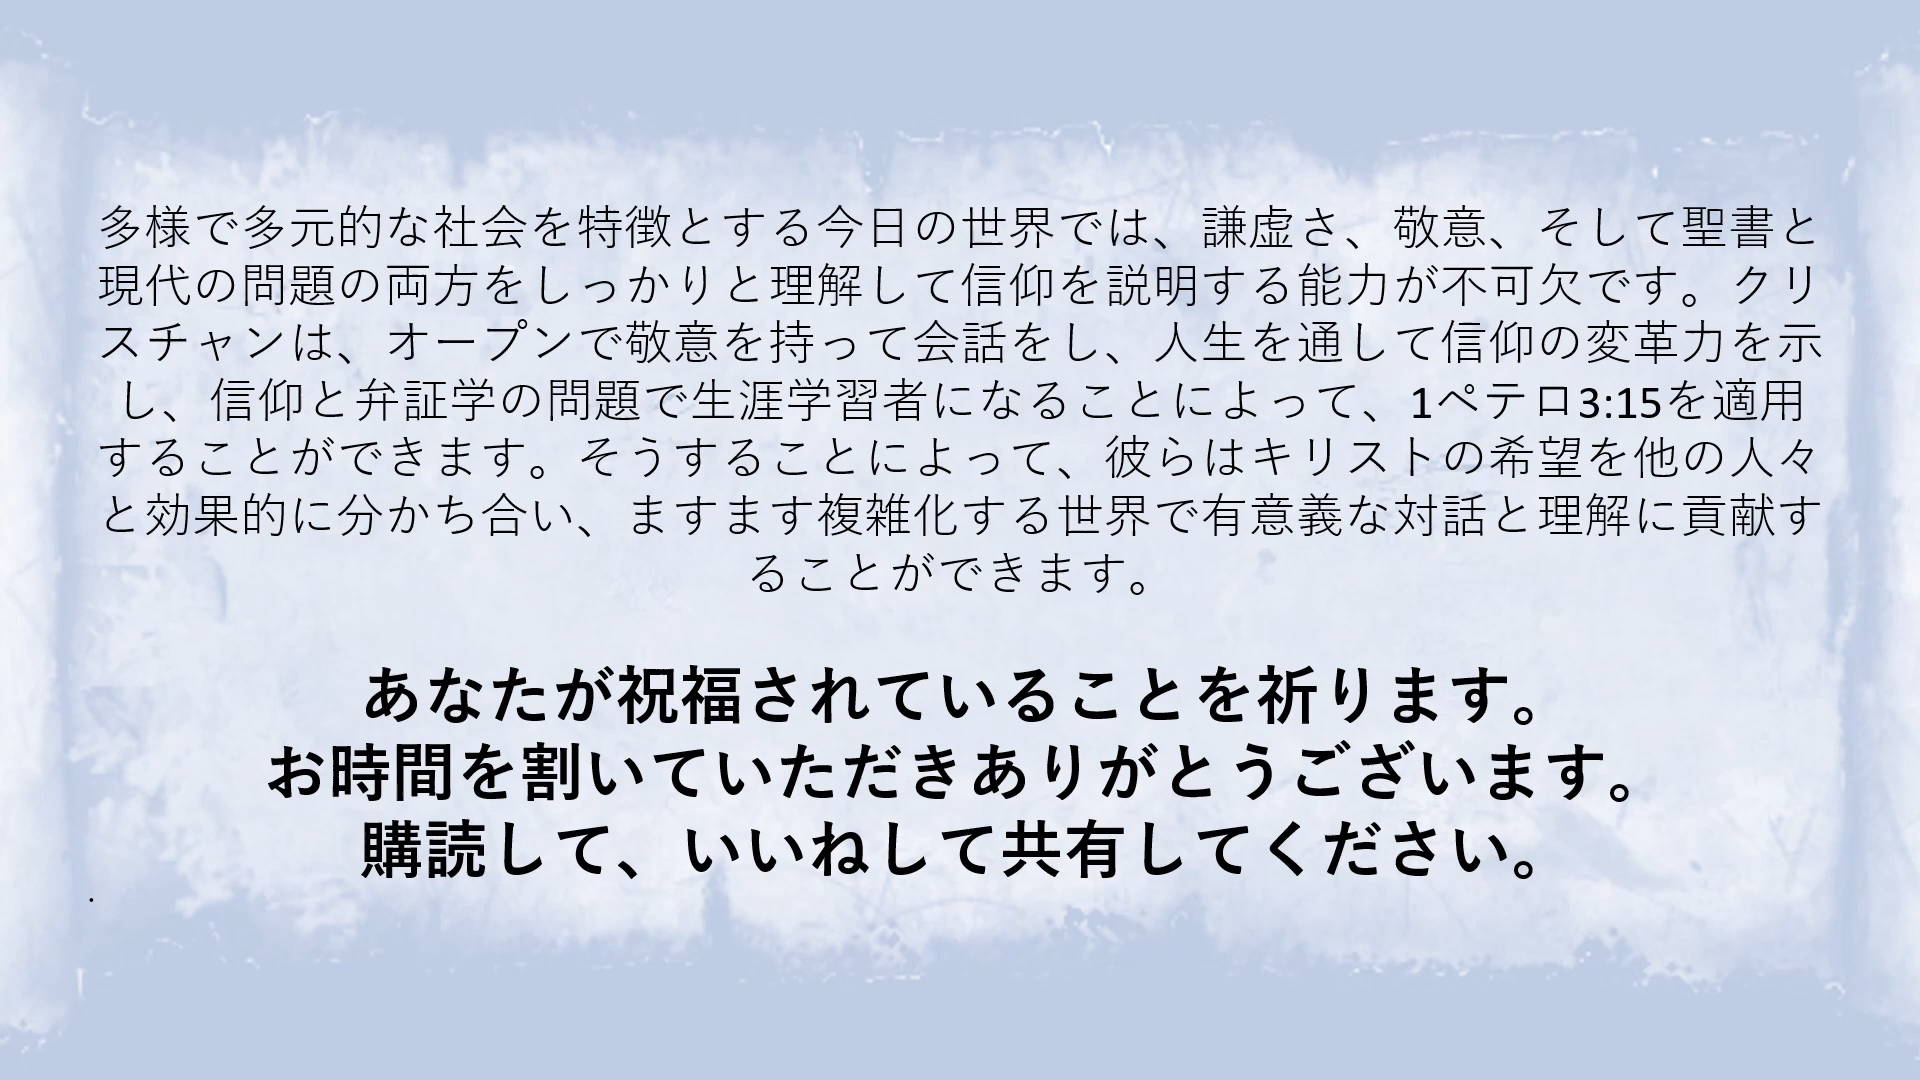 多様で多元的な社会を特徴とする今日の世界では、謙虚さ、敬意、そして聖書と
現代の問題の両方をしっかりと理解して信仰を説明する能力が不可欠です。クリ
スチャンは、オープンで敬意を持って会話をし、人生を通して信仰の変革力を示
し、信仰と弁証学の問題で生涯学習者になることによって、1ペテロ3:15を適用
することができます。そうすることによって、彼らはキリストの希望を他の人々
と効果的に分かち合い、ますます複雑化する世界で有意義な対話と理解に貢献す
ることができます。
あなたが祝福されていることを祈ります。
お時間を割いていただきありがとうございます。
購読して、いいねして共有してください。
.